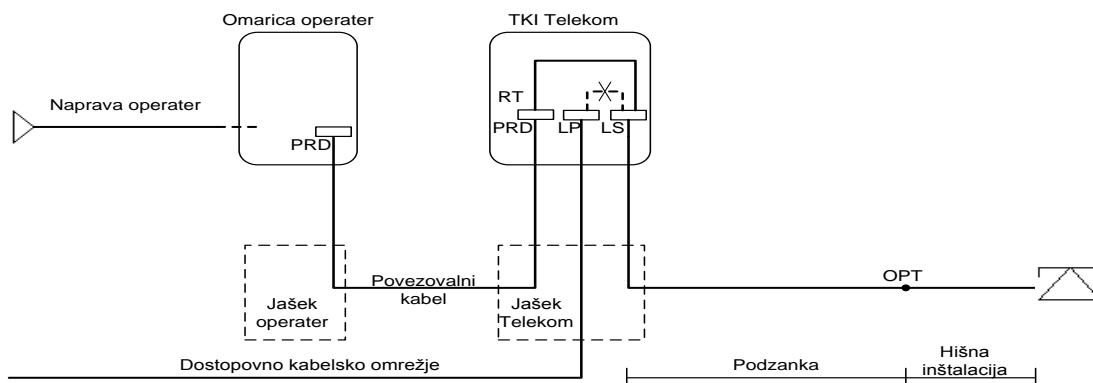 Omarica operater
TKI Telekom
Naprava operater
RT
PRD
PRD
LP
LS
Povezovalni
kabel
OPT
Jašek
operater
Jašek
Telekom
Dostopovno kabelsko omrežje
Podzanka
Hišna
inštalacija